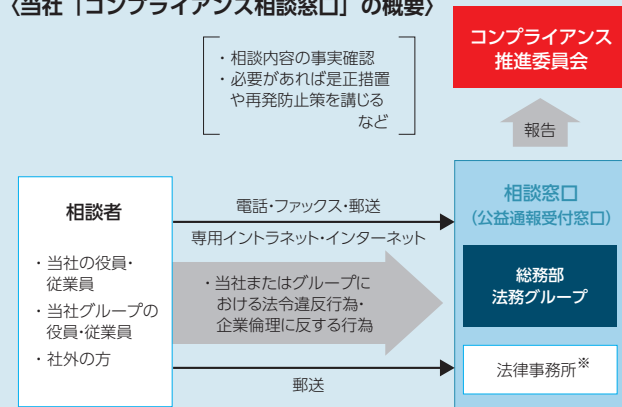 〈当社「コンプライアンス相談窓口」の概要〉
・相談内容の事実確認
・必要があれば是正措置
や再発防止策を講じる
など
コンプライアンス
推進委員会
報告
相談者
・当社の役員・
従業員
・当社グループの
役員・従業員
・社外の方
電話・ファックス・郵送
専用イントラネット・インターネット
・当社またはグループに
おける法令違反行為・
企業倫理に反する行為
郵送
相談窓口
（公益通報受付窓口）
総務部
法務グループ
法律事務所※